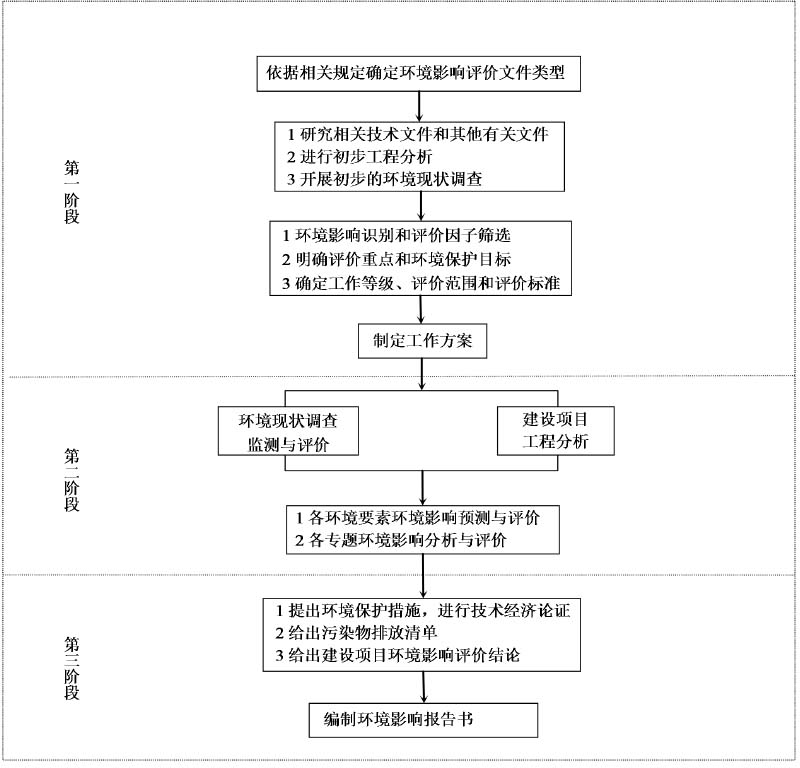 依据相关规定确定环境影响评价文件类型
1 研究相关技术文件和其他有关文件
2 进行初步工程分析
3 开展初步的环境现状调查
第一阶段
1 环境影响识别和评价因子筛选
2 明确评价重点和环境保护目标
3 确定工作等级、评价范围和评价标准
制定工作方案
环境现状调查
监测与评价
建设项目
工程分析
第二阶段
1 各环境要素环境影响预测与评价
2 各专题环境影响分析与评价
1 提出环境保护措施，进行技术经济论证
2 给出污染物排放清单
3 给出建设项目环境影响评价结论
第三阶段
编制环境影响报告书